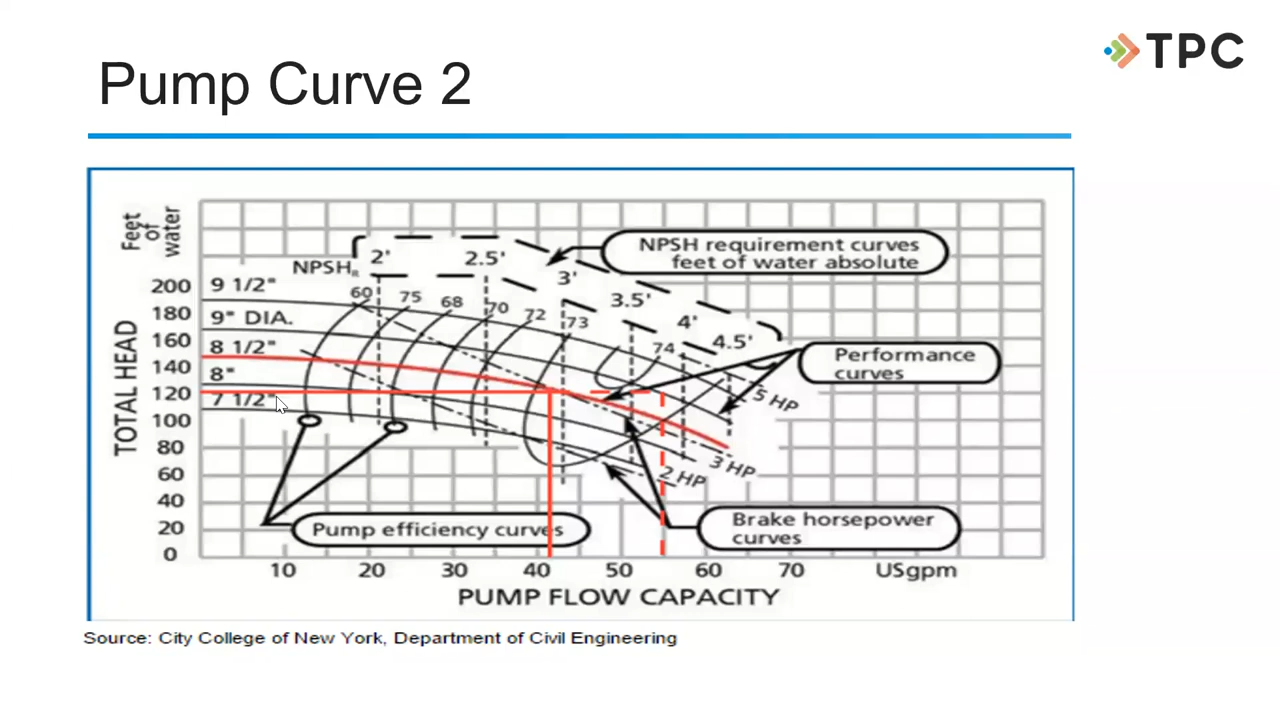 TPC
Pump Curve 2
Feet
of
water
TOTAL HEAD
200
180
160
140
120
100
80
60
40
20
0
9 1/2"
9" DIA.
8 1/2"
8"
7 1/2"
NPSHR
2'
2.5'
3'
3.5'
4'
4.5'
60
75
68
70
72
73
74
NPSH requirement curves
feet of water absolute
Performance
curves
5 HP
3 HP
2 HP
Pump efficiency curves
Brake horsepower
curves
10
20
30
40
50
60
70
USgpm
PUMP FLOW CAPACITY
Source: City College of New York, Department of Civil Engineering